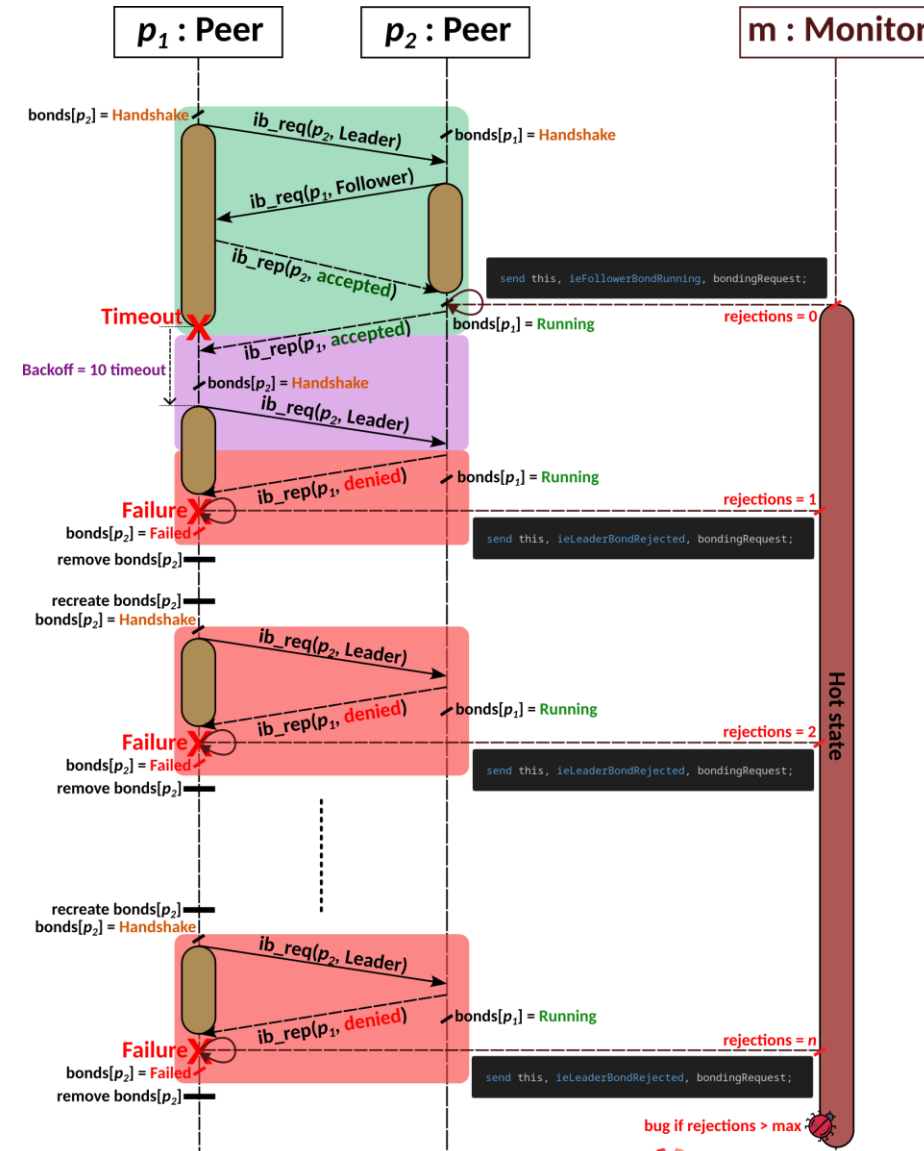 p1 : Peer
p2 : Peer
m : Monitor
bonds[p2] = Handshake
ib_req(p2, Leader)
bonds[p1] = Handshake
ib_req(p1, Follower)
ib_rep(p2, accepted)
send this, ieFollowerBondRunning, bondingRequest;
Timeout
bonds[p1] = Running
rejections = 0
ib_rep(p1, accepted)
Backoff = 10 timeout
bonds[p2] = Handshake
ib_req(p2, Leader)
ib_rep(p1, denied)
bonds[p1] = Running
rejections = 1
Failure
bonds[p2] = Failed
send this, ieLeaderBondRejected, bondingRequest;
remove bonds[p2]
recreate bonds[p2]
bonds[p2] = Handshake
ib_req(p2, Leader)
ib_rep(p1, denied)
bonds[p1] = Running
Hot state
rejections = 2
Failure
bonds[p2] = Failed
send this, ieLeaderBondRejected, bondingRequest;
remove bonds[p2]
recreate bonds[p2]
bonds[p2] = Handshake
ib_req(p2, Leader)
ib_rep(p1, denied)
bonds[p1] = Running
rejections = n
Failure
bonds[p2] = Failed
send this, ieLeaderBondRejected, bondingRequest;
remove bonds[p2]
bug if rejections > max